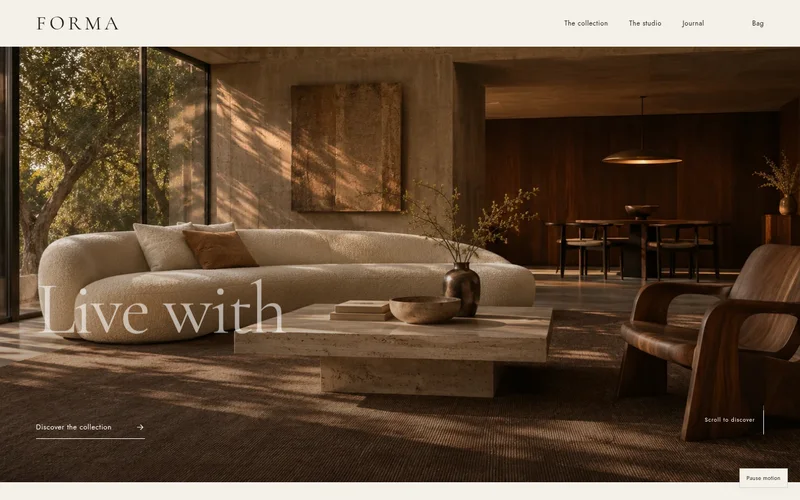 FORMA
The collection
The studio
Journal
Bag
Live with
Discover the collection
Scroll to discover
Pause motion